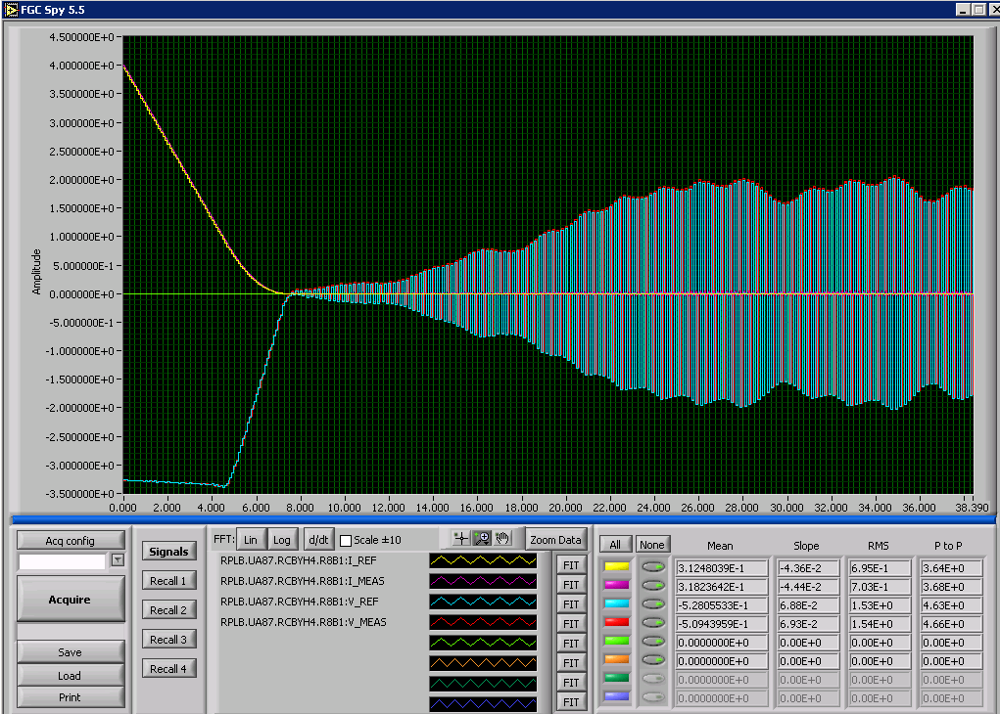 FGC Spy 5.5
4.500000E+0
4.000000E+0
3.500000E+0
3.000000E+0
2.500000E+0
2.000000E+0
1.500000E+0
1.000000E+0
5.000000E-1
0.000000E+0
-5.000000E-1
-1.000000E+0
-1.500000E+0
-2.000000E+0
-2.500000E+0
-3.000000E+0
-3.500000E+0
Amplitude
0.000 2.000 4.000 6.000 8.000 10.000 12.000 14.000 16.000 18.000 20.000 22.000 24.000 26.000 28.000 30.000 32.000 34.000 36.000 38.390
Acq config
Acquire
Save
Load
Print
Signals
Recall 1
Recall 2
Recall 3
Recall 4
FFT: Lin Log d/dt Scale ±10 Zoom Data
RPLB.UA87.RCBYH4.R8B1:I_REF FIT
RPLB.UA87.RCBYH4.R8B1:I_MEAS FIT
RPLB.UA87.RCBYH4.R8B1:V_REF FIT
RPLB.UA87.RCBYH4.R8B1:V_MEAS FIT
FIT
FIT
FIT
FIT
All None Mean Slope RMS P to P
3.1248039E-1 -4.36E-2 6.95E-1 3.64E+0
3.1823642E-1 -4.44E-2 7.03E-1 3.68E+0
-5.2805533E-1 6.88E-2 1.53E+0 4.63E+0
-5.0943959E-1 6.93E-2 1.54E+0 4.66E+0
0.0000000E+0 0.00E+0 0.00E+0 0.00E+0
0.0000000E+0 0.00E+0 0.00E+0 0.00E+0
0.0000000E+0 0.00E+0 0.00E+0 0.00E+0
0.0000000E+0 0.00E+0 0.00E+0 0.00E+0